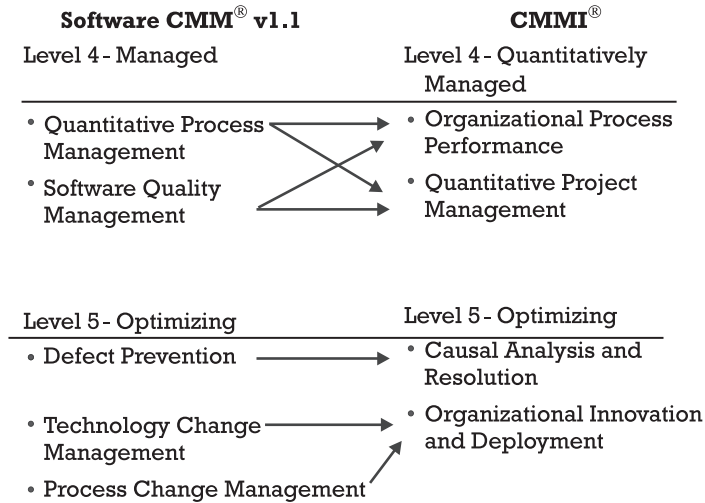 Software CMM® v1.1
CMMI®
Level 4 - Managed
Level 4 - Quantitatively
Managed
• Quantitative Process
Management
• Software Quality
Management
• Organizational Process
Performance
• Quantitative Project
Management
Level 5 - Optimizing
Level 5 - Optimizing
• Defect Prevention
• Technology Change
Management
• Process Change Management
• Causal Analysis and
Resolution
• Organizational Innovation
and Deployment